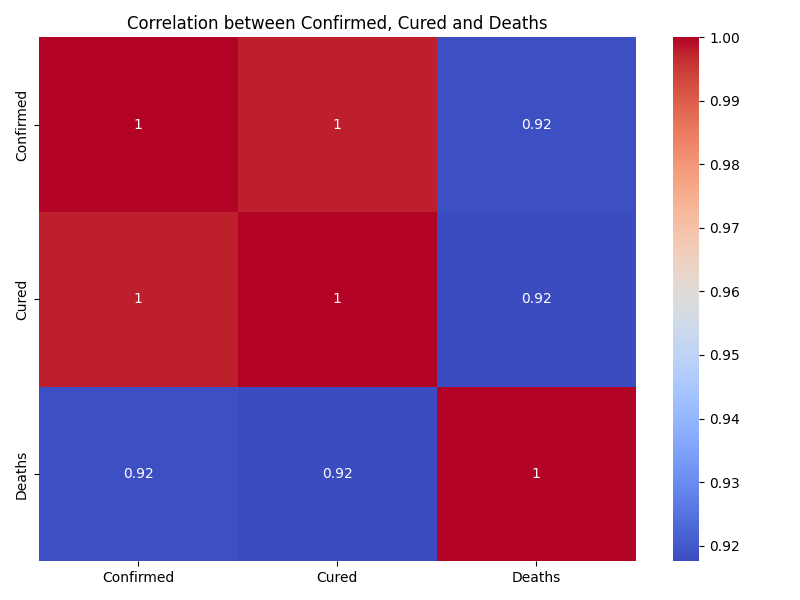 Correlation between Confirmed, Cured and Deaths
Confirmed
1
1
0.92
Cured
1
1
0.92
Deaths
0.92
0.92
1
Confirmed
Cured
Deaths
1.00
0.99
0.98
0.97
0.96
0.95
0.94
0.93
0.92